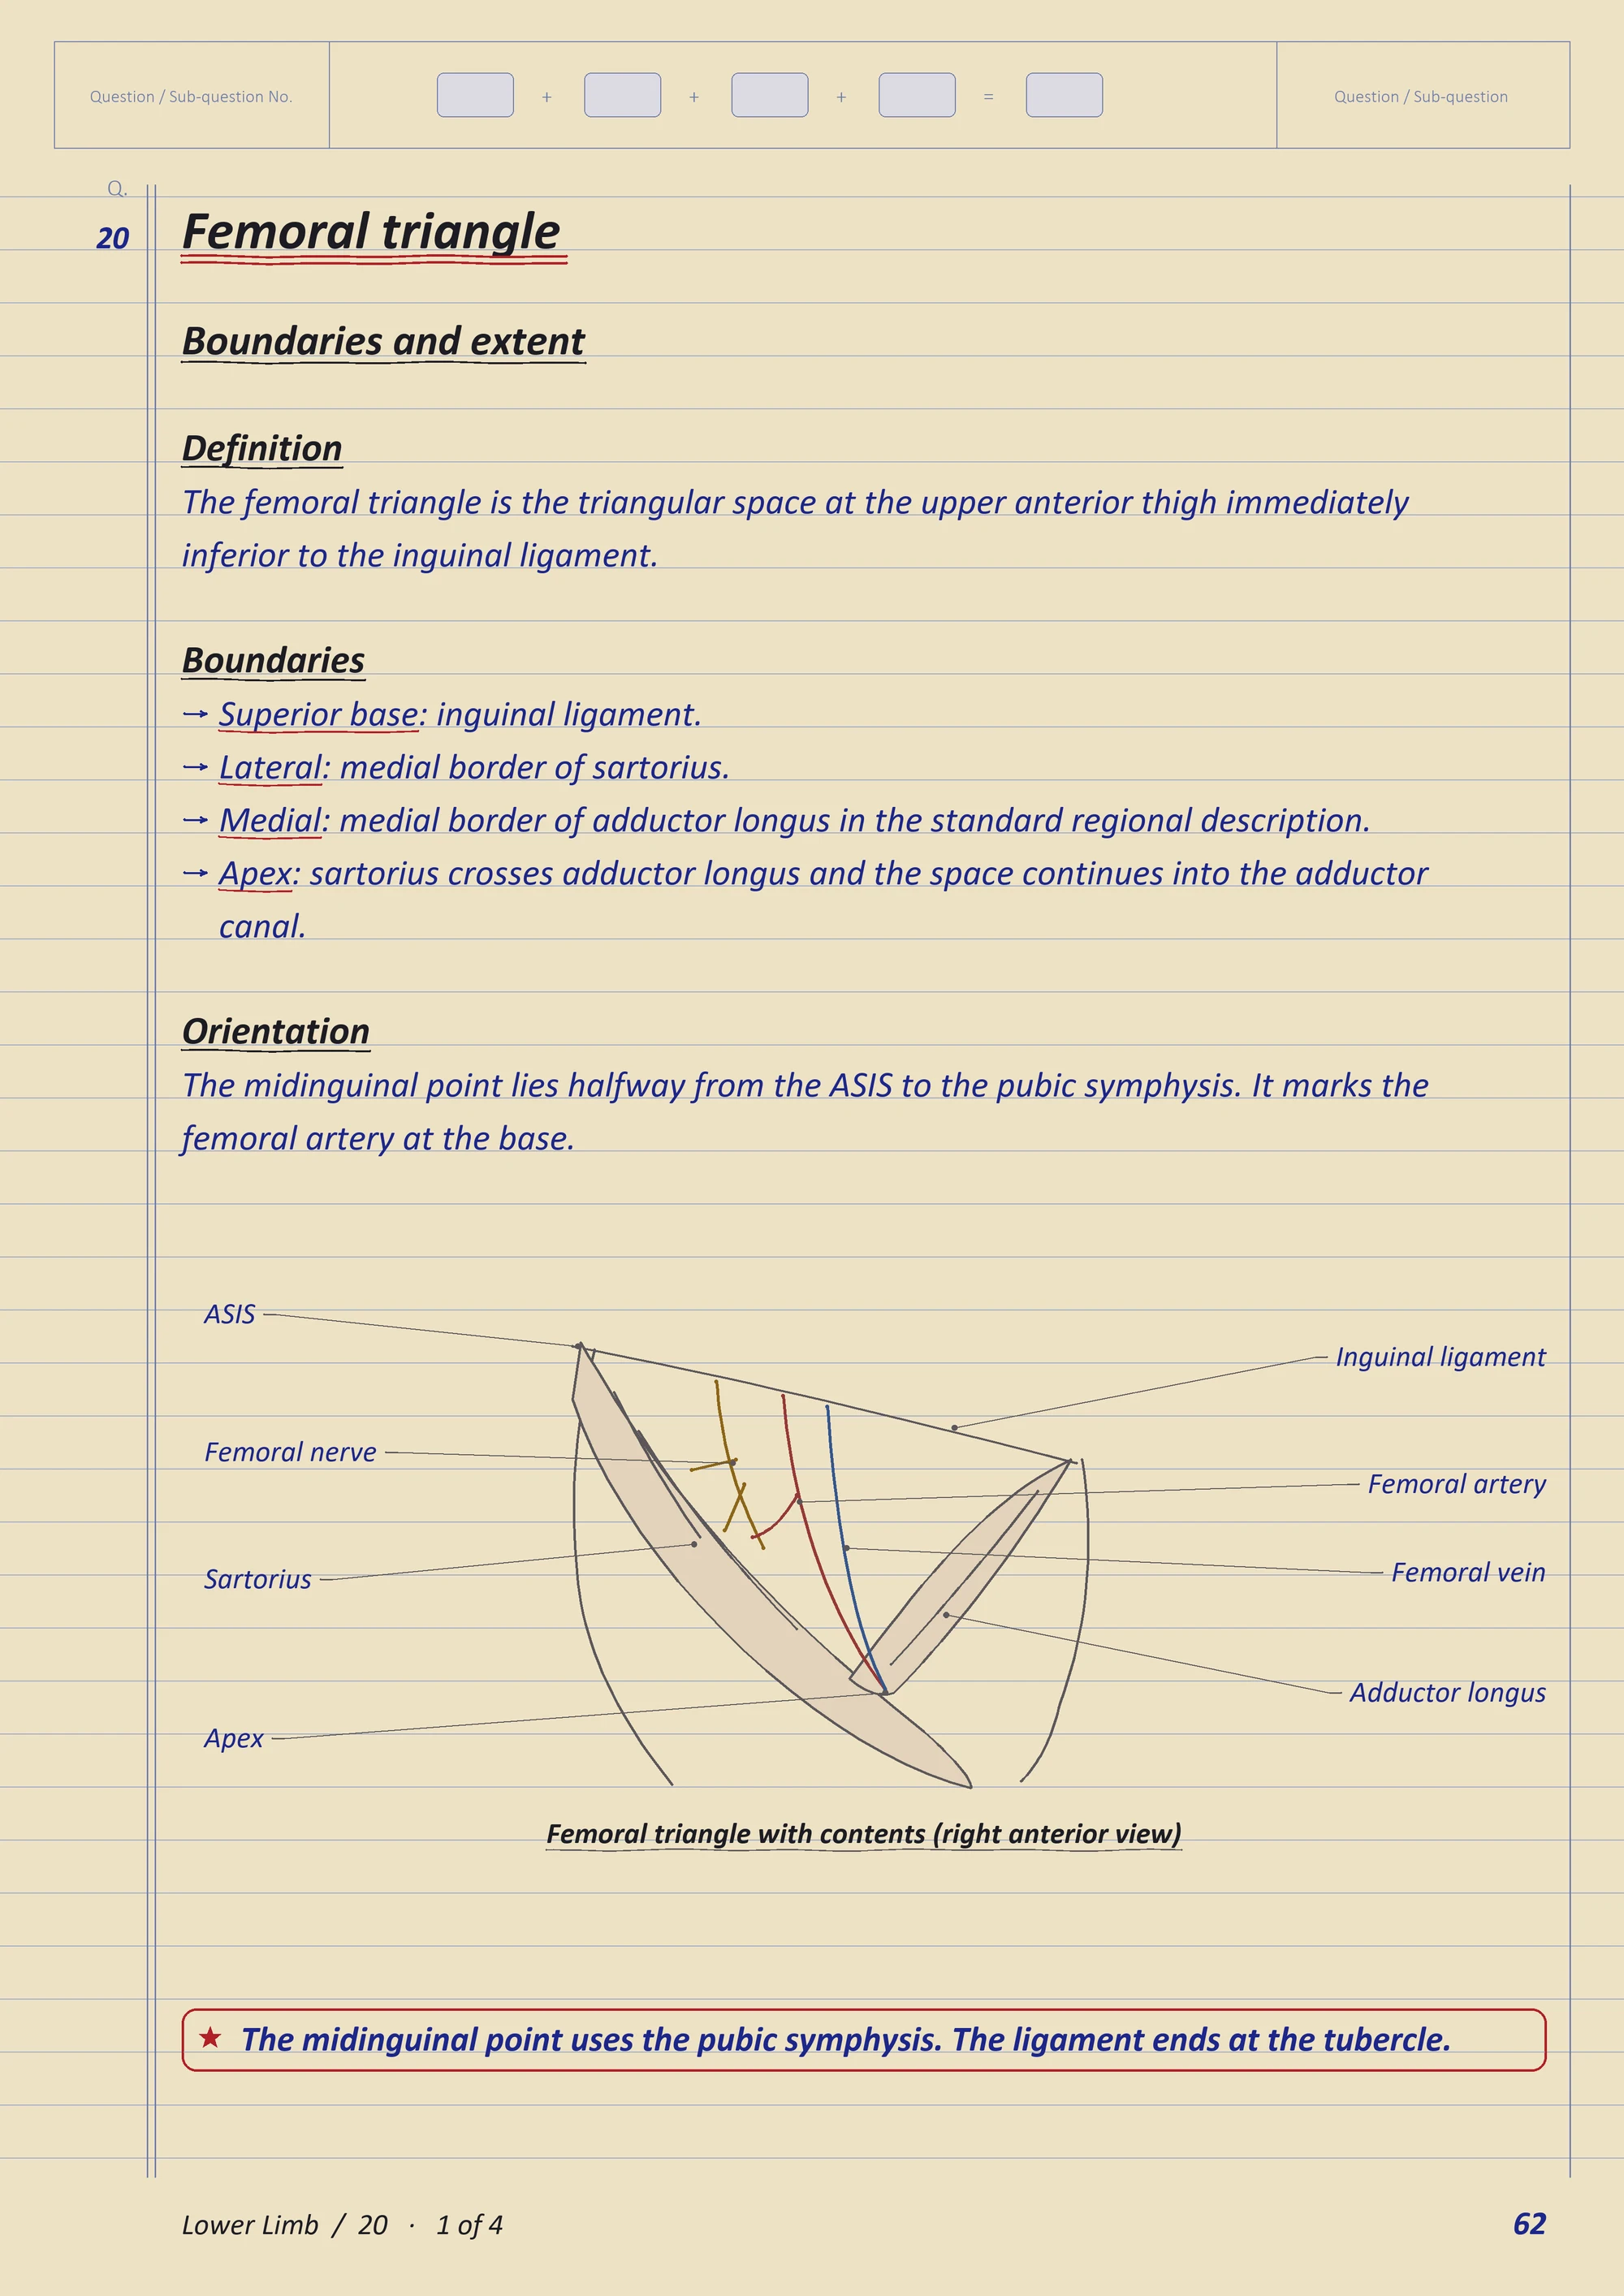 Question / Sub-question No.
+ + + =
Question / Sub-question
Q.
20
Femoral triangle
Boundaries and extent
Definition
The femoral triangle is the triangular space at the upper anterior thigh immediately
inferior to the inguinal ligament.
Boundaries
→ Superior base: inguinal ligament.
→ Lateral: medial border of sartorius.
→ Medial: medial border of adductor longus in the standard regional description.
→ Apex: sartorius crosses adductor longus and the space continues into the adductor
canal.
Orientation
The midinguinal point lies halfway from the ASIS to the pubic symphysis. It marks the
femoral artery at the base.
ASIS
Inguinal ligament
Femoral nerve
Femoral artery
Femoral vein
Sartorius
Adductor longus
Apex
Femoral triangle with contents (right anterior view)
★ The midinguinal point uses the pubic symphysis. The ligament ends at the tubercle.
Lower Limb / 20 · 1 of 4
62